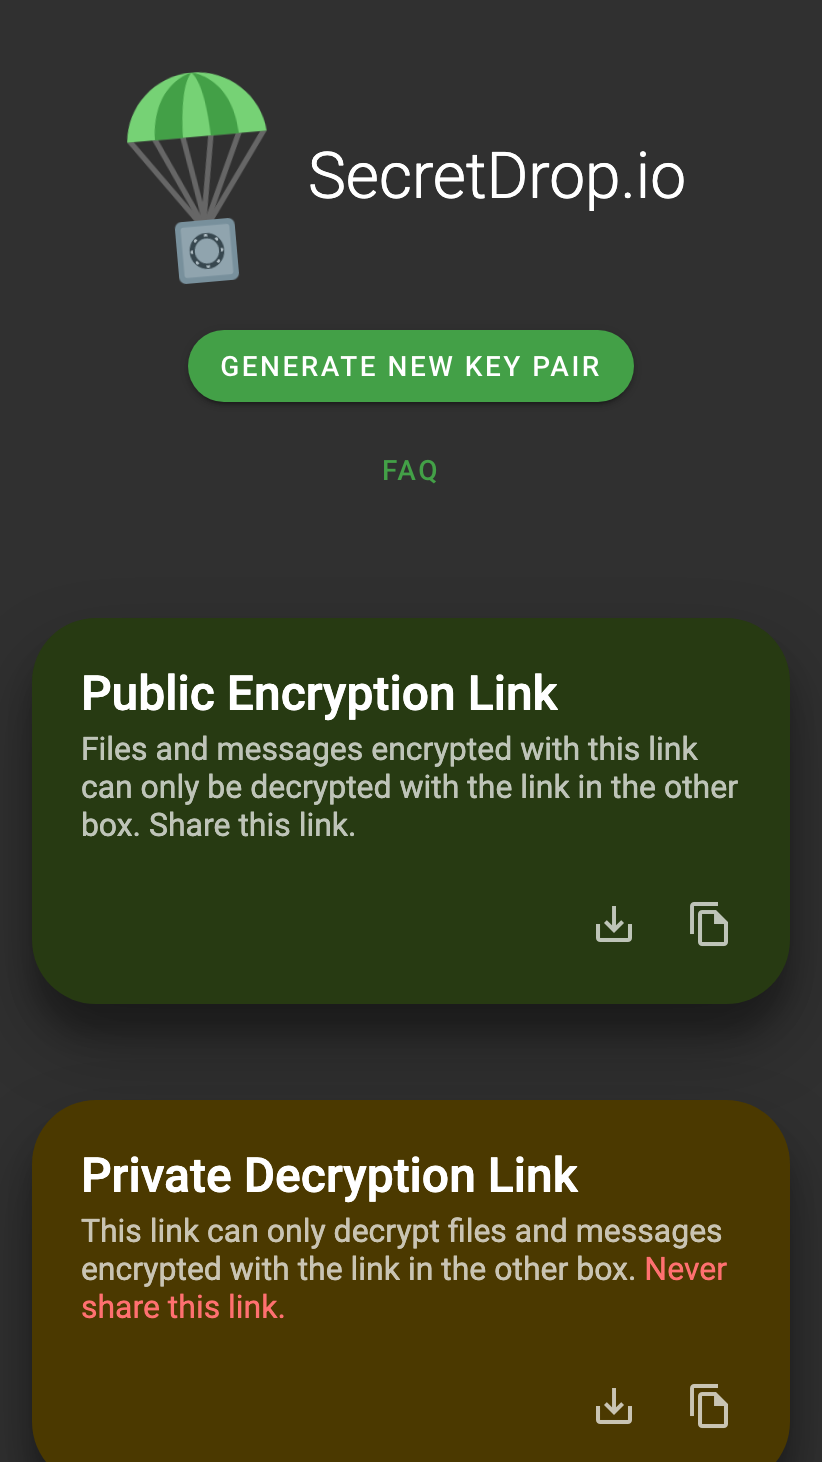 SecretDrop.io
GENERATE NEW KEY PAIR
FAQ
Public Encryption Link
Files and messages encrypted with this link
can only be decrypted with the link in the other
box. Share this link.
Private Decryption Link
This link can only decrypt files and messages
encrypted with the link in the other box. Never
share this link.